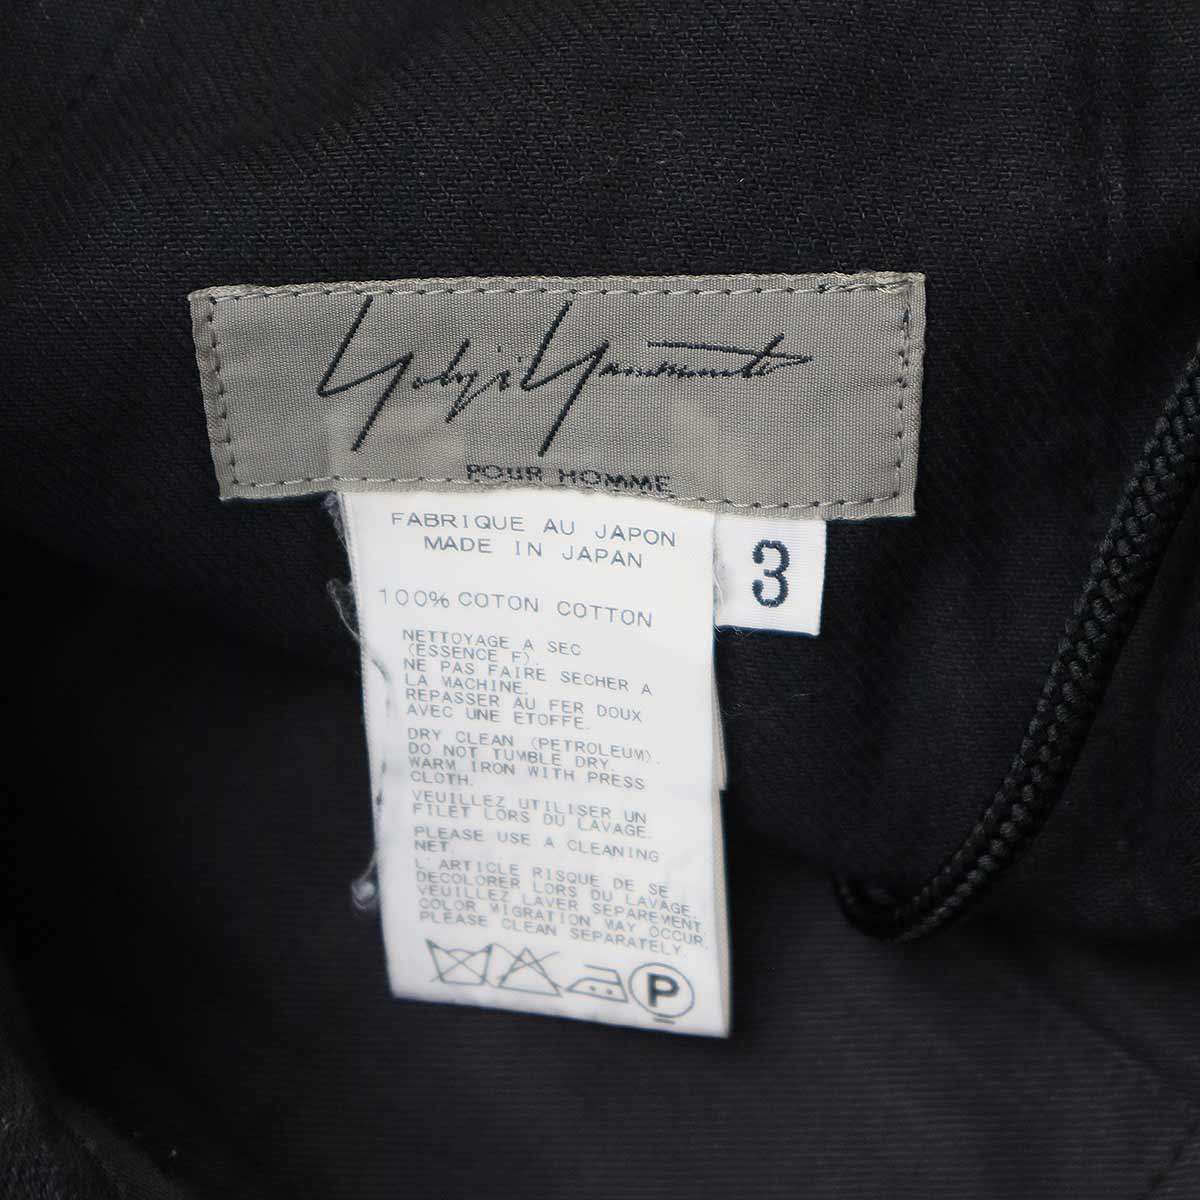 Yohji Yamamoto
POUR HOMME
FABRIQUE AU JAPON
MADE IN JAPAN
3
100% COTON COTTON
NETTOYAGE A SEC
(ESSENCE F).
NE PAS FAIRE SECHER A
LA MACHINE.
REPASSER AU FER DOUX
AVEC UNE ETOFFE.
DRY CLEAN (PETROLEUM).
DO NOT TUMBLE DRY.
WARM IRON WITH PRESS
CLOTH.
VEUILLEZ UTILISER UN
FILET LORS DU LAVAGE.
PLEASE USE A CLEANING
NET.
L'ARTICLE RISQUE DE SE
DECOLORER LORS DU LAVAGE.
VEUILLEZ LAVER SEPAREMENT.
COLOR MIGRATION MAY OCCUR.
PLEASE CLEAN SEPARATELY.
P